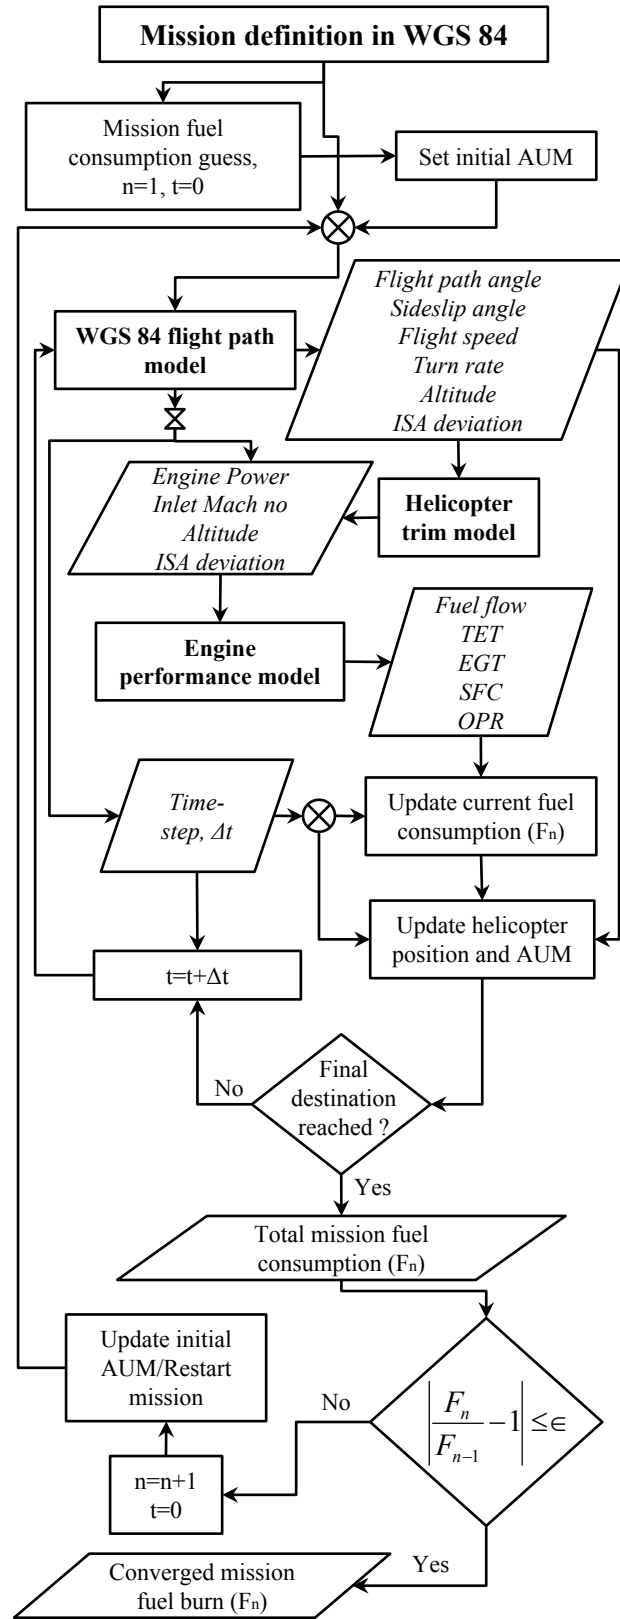 Mission definition in WGS 84
Mission fuel
consumption guess,
n=1, t=0
Set initial AUM
Flight path angle
Sideslip angle
Flight speed
Turn rate
Altitude
ISA deviation
WGS 84 flight path
model
Engine Power
Inlet Mach no
Altitude
ISA deviation
Helicopter
trim model
Engine
performance model
Fuel flow
TET
EGT
SFC
OPR
Time-
step, Δt
Update current fuel
consumption (Fn)
Update helicopter
position and AUM
t=t+Δt
Final
destination
reached ?
No
Yes
Total mission fuel
consumption (Fn)
Update initial
AUM/Restart
mission
|F_n/F_{n-1} - 1| ≤ ∈
No
n=n+1
t=0
Yes
Converged mission
fuel burn (Fn)